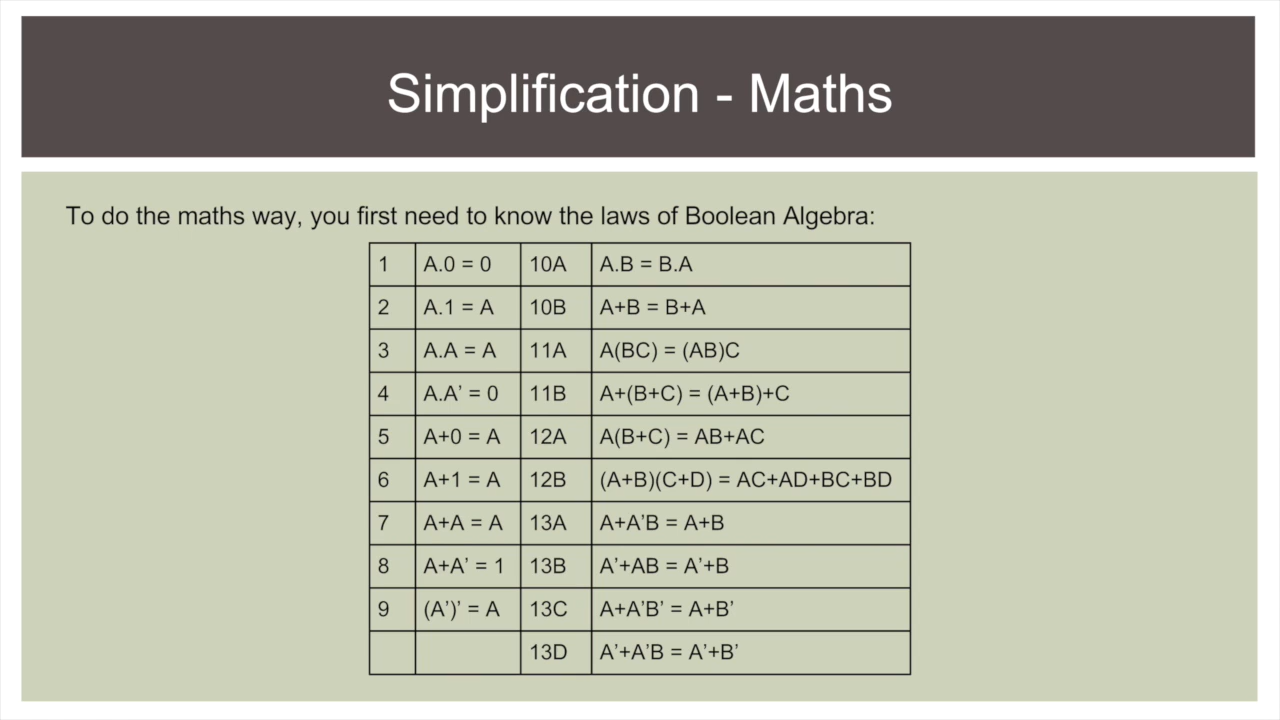 Simplification - Maths
To do the maths way, you first need to know the laws of Boolean Algebra:
1 A.0 = 0 10A A.B = B.A
2 A.1 = A 10B A+B = B+A
3 A.A = A 11A A(BC) = (AB)C
4 A.A’ = 0 11B A+(B+C) = (A+B)+C
5 A+0 = A 12A A(B+C) = AB+AC
6 A+1 = A 12B (A+B)(C+D) = AC+AD+BC+BD
7 A+A = A 13A A+A’B = A+B
8 A+A’ = 1 13B A’+AB = A’+B
9 (A’)’ = A 13C A+A’B’ = A+B’
13D A’+A’B = A’+B’